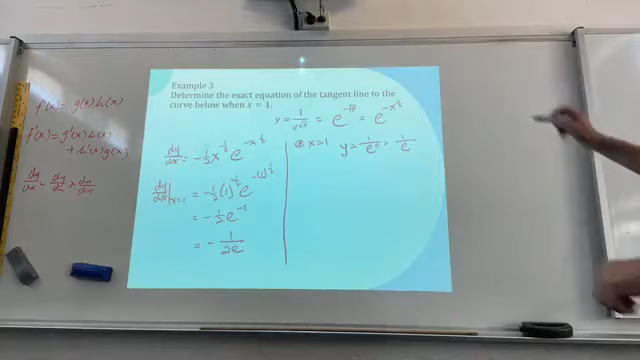 f(x) = g(x) h(x)
f'(x) = g'(x) h(x)
+ h'(x) g(x)
dy/dx = dy/du × du/dx
Example 3
Determine the exact equation of the tangent line to the
curve below when x = 1.
y = 1/e^√x = e^-√x = e^-x^½
dy/dx = -½x^-½ e^-x^½
dy/dx|x=1 = -½(1)^-½ e^-(1)^½
= -½e^-1
= -1/2e
@ x=1 y = 1/e^√1 = 1/e